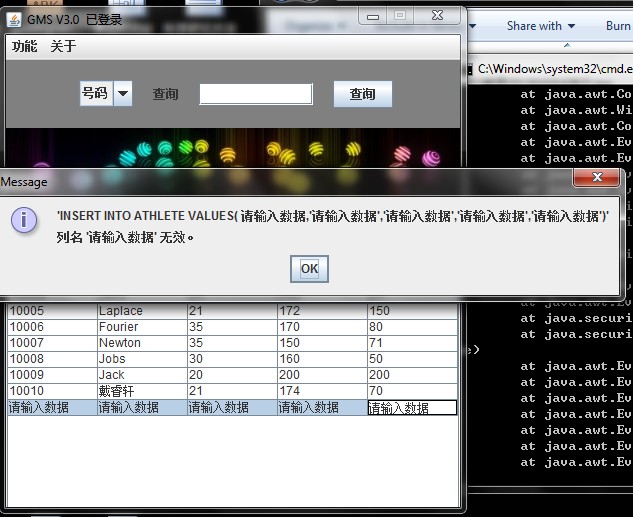 GMS V3.0 已登录
功能 关于
号码 查询 查询
Share with
Burn
C:\Windows\system32\cmd.e
at java.awt.Co
at java.awt.Wi
at java.awt.Co
at java.awt.Ev
Message
'INSERT INTO ATHLETE VALUES( 请输入数据,'请输入数据','请输入数据','请输入数据','请输入数据')'
列名 '请输入数据' 无效。
OK
10005 Laplace 21 172 150
10006 Fourier 35 170 80
10007 Newton 35 150 71
10008 Jobs 30 160 50
10009 Jack 20 200 200
10010 戴睿轩 21 174 70
请输入数据 请输入数据 请输入数据 请输入数据 请输入数据
at java.awt.Ev
at java.securi
at java.securi
e)
at java.awt.Ev
at java.awt.Ev
at java.awt.Ev
at java.awt.Ev
at java.awt.Ev
at java.awt.Ev
at java.awt.Ev